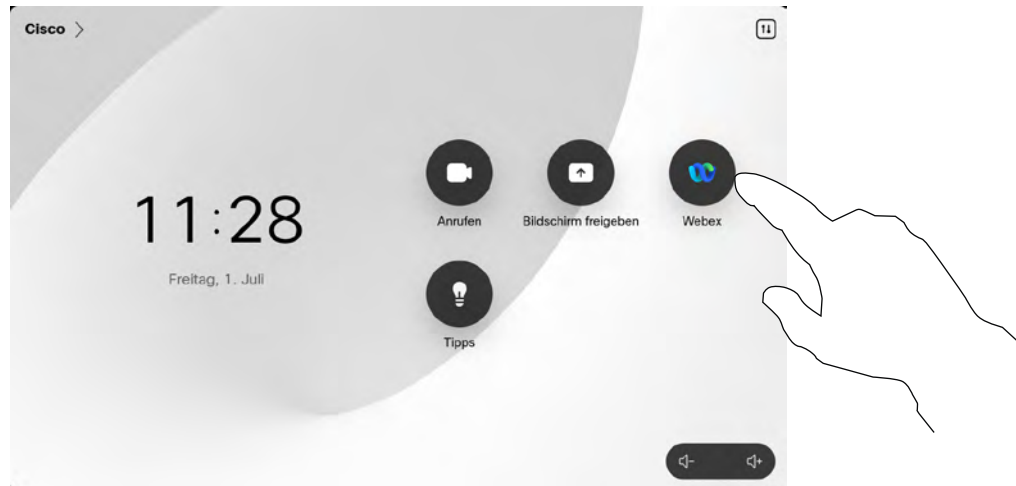 Cisco
11:28
Freitag, 1. Juli
Anrufen
Bildschirm freigeben
Webex
Tipps